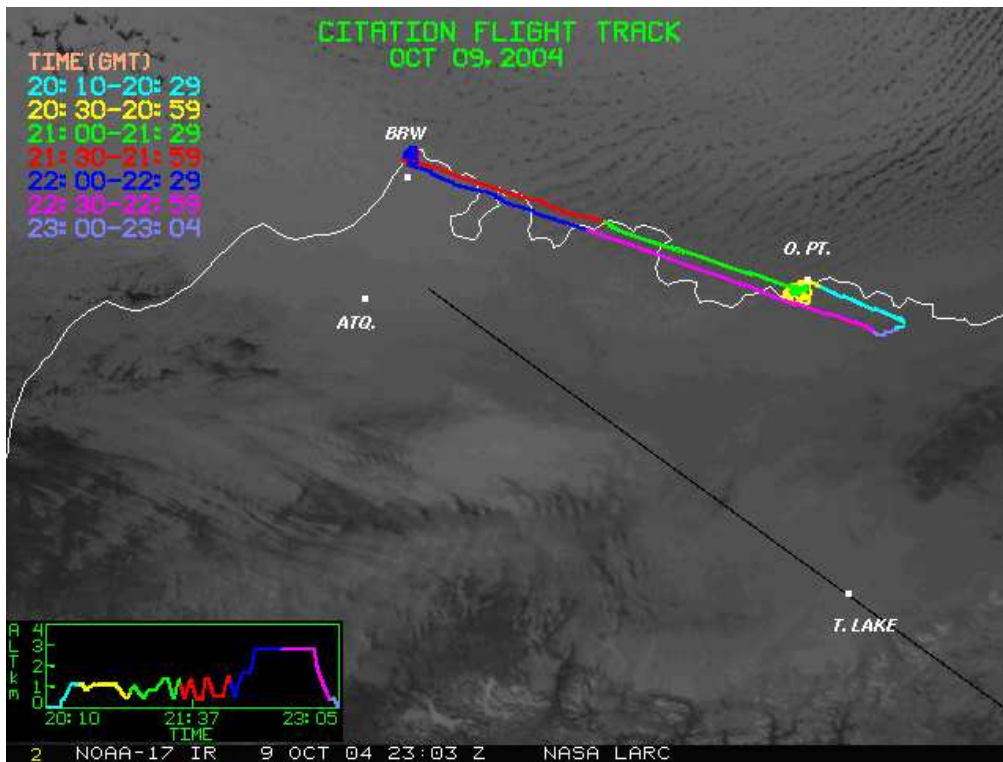 CITATION FLIGHT TRACK
OCT 09,2004
TIME(GMT)
20:10-20:29
20:30-20:59
21:00-21:29
21:30-21:59
22:00-22:29
22:30-22:59
23:00-23:04
BRW
O. PT.
ATQ.
T. LAKE
ALT km
4
3
2
1
0
20:10 21:37 23:05
TIME
2 NOAA-17 IR 9 OCT 04 23:03 Z NASA LARC